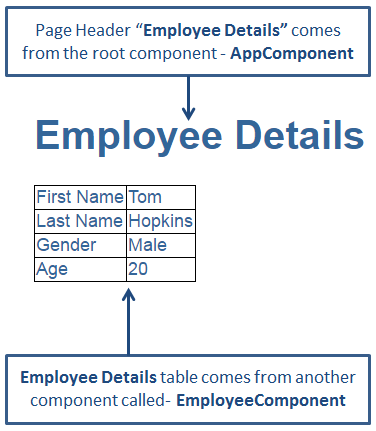 Page Header “Employee Details” comes
from the root component - AppComponent
Employee Details
First Name Tom
Last Name Hopkins
Gender Male
Age 20
Employee Details table comes from another
component called- EmployeeComponent